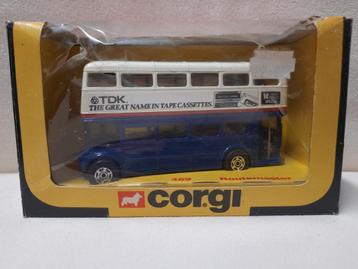 TDK
THE GREAT NAME IN TAPE CASSETTES.
469 Routemaster
CORGI